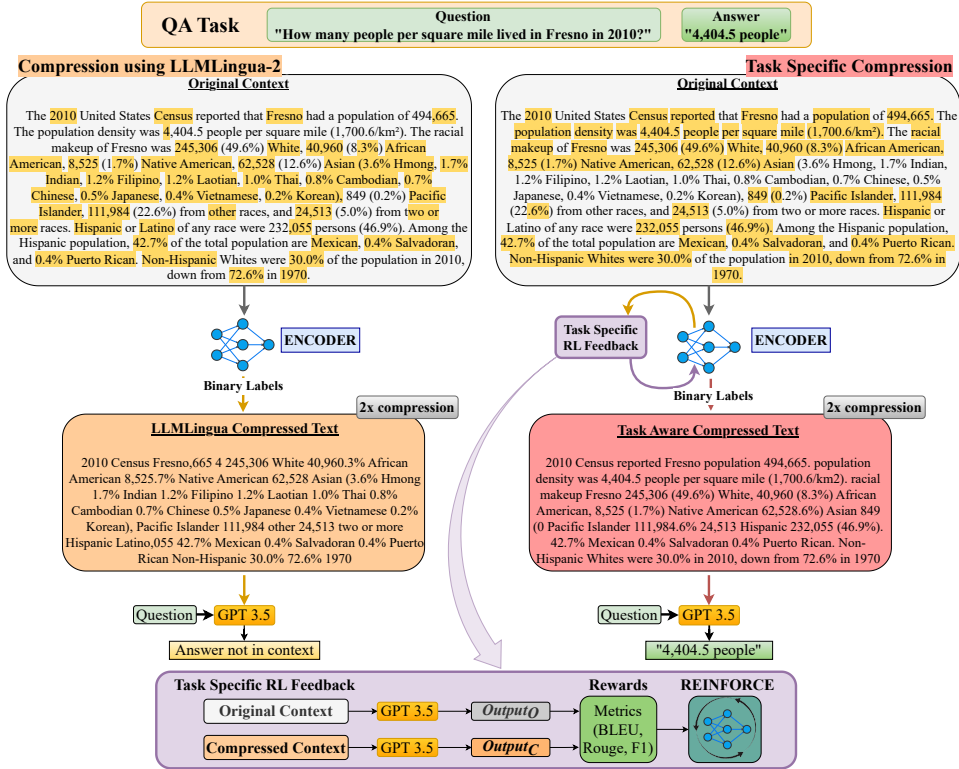 QA Task
Question
"How many people per square mile lived in Fresno in 2010?"
Answer
"4,404.5 people"
Compression using LLMLingua-2
Original Context
The 2010 United States Census reported that Fresno had a population of 494,665.
The population density was 4,404.5 people per square mile (1,700.6/km²). The racial
makeup of Fresno was 245,306 (49.6%) White, 40,960 (8.3%) African
American, 8,525 (1.7%) Native American, 62,528 (12.6%) Asian (3.6% Hmong, 1.7%
Indian, 1.2% Filipino, 1.2% Laotian, 1.0% Thai, 0.8% Cambodian, 0.7%
Chinese, 0.5% Japanese, 0.4% Vietnamese, 0.2% Korean), 849 (0.2%) Pacific
Islander, 111,984 (22.6%) from other races, and 24,513 (5.0%) from two or
more races. Hispanic or Latino of any race were 232,055 persons (46.9%). Among
the Hispanic population, 42.7% of the total population are Mexican, 0.4% Salvadoran,
and 0.4% Puerto Rican. Non-Hispanic Whites were 30.0% of the population in 2010,
down from 72.6% in 1970.
ENCODER
Binary Labels
2x compression
LLMLingua Compressed Text
2010 Census Fresno,665 4 245,306 White 40,960.3% African
American 8,525.7% Native American 62,528 Asian (3.6% Hmong
1.7% Indian 1.2% Filipino 1.2% Laotian 1.0% Thai 0.8%
Cambodian 0.7% Chinese 0.5% Japanese 0.4% Vietnamese 0.2%
Korean), Pacific Islander 111,984 other 24,513 two or more
Hispanic Latino,055 42.7% Mexican 0.4% Salvadoran 0.4% Puerto
Rican Non-Hispanic 30.0% 72.6% 1970
Question
GPT 3.5
Answer not in context
Task Specific Compression
Original Context
The 2010 United States Census reported that Fresno had a population of 494,665. The
population density was 4,404.5 people per square mile (1,700.6/km²). The racial
makeup of Fresno was 245,306 (49.6%) White, 40,960 (8.3%) African American,
8,525 (1.7%) Native American, 62,528 (12.6%) Asian (3.6% Hmong, 1.7% Indian,
1.2% Filipino, 1.2% Laotian, 1.0% Thai, 0.8% Cambodian, 0.7% Chinese, 0.5%
Japanese, 0.4% Vietnamese, 0.2% Korean), 849 (0.2%) Pacific Islander, 111,984
(22.6%) from other races, and 24,513 (5.0%) from two or more races. Hispanic or
Latino of any race were 232,055 persons (46.9%). Among the Hispanic population,
42.7% of the total population are Mexican, 0.4% Salvadoran, and 0.4% Puerto Rican.
Non-Hispanic Whites were 30.0% of the population in 2010, down from 72.6% in
1970.
Task Specific
RL Feedback
ENCODER
Binary Labels
2x compression
Task Aware Compressed Text
2010 Census reported Fresno population 494,665. population
density was 4,404.5 people per square mile (1,700.6/km2). racial
makeup Fresno 245,306 (49.6%) White, 40,960 (8.3%) African
American, 8,525 (1.7%) Native American 62,528.6%) Asian 849
(0 Pacific Islander 111,984.6% 24,513 Hispanic 232,055 (46.9%).
42.7% Mexican 0.4% Salvadoran 0.4% Puerto Rican. Non-
Hispanic Whites were 30.0% in 2010, down from 72.6% in 1970
Question
GPT 3.5
"4,404.5 people"
Task Specific RL Feedback
Rewards
REINFORCE
Original Context
GPT 3.5
OutputO
Compressed Context
GPT 3.5
OutputC
Metrics
(BLEU,
Rouge, F1)